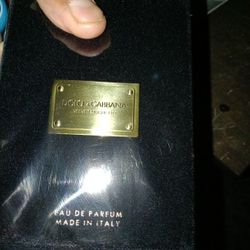 DOLCE & GABBANA
EAU DE PARFUM
MADE IN ITALY